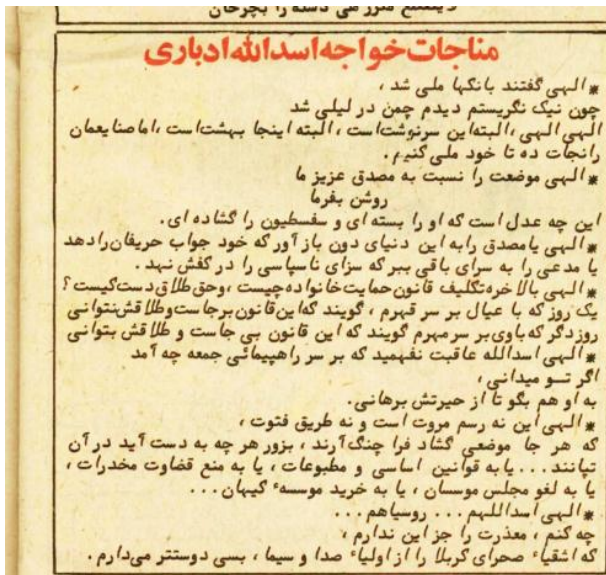 مناجات خواجه اسدالله ادباری
* الهی گفتند بانکها ملی شد ،
چون نیک نگریستم دیدم چمن در لیلی شد
الهی الهی ،البته این سرنوشت است ، البته اینجا بهشت است ،اما صنایعمان
را نجات ده تا خود ملی کنیم.
* الهی موضعت را نسبت به مصدق عزیز ما
روشن بفرما
این چه عدل است که او را بسته ای و سفسطیون را گشاده ای.
* الهی یا مصدق را به این دنیای دون باز آور که خود جواب حریفان را دهد
یا مدعی را به سرای باقی ببر که سزای ناسپاسی را در کفش نهد.
* الهی بالاخره تکلیف قانون حمایت خانواده چیست ،وحق طلاق دست کیست ؟
یک روز که با عیال بر سر قهرم ، گویند که این قانون برجاست وطلاقش نتوانی
روز دگر که با وی بر سر مهرم گویند که این قانون بی جاست و طلاقش بتوانی
* الهی اسدالله عاقبت نفهمید که بر سر راهپیمائی جمعه چه آمد
اگر تسو میدانی ،
به او هم بگو تا از حیرتش برهانی.
* الهی این نه رسم مروت است و نه طریق فتوت ،
که هر جا موضعی گشاد فرا چنگ آرند ، بزور هر چه به دست آید در آن
تپانند... یا به قوانین اساسی و مطبوعات ، یا به منع قضاوت مخدرات ،
یا به لغو مجلس موسسان ، یا به خرید موسسهٔ کیهان...
* الهی اسداللهم... روسیاهم...
چه کنم ، معذرت را جز این ندارم ،
که اشقیاء صحرای کربلا را از اولیاء صدا و سیما ، بسی دوستتر می‌دارم.